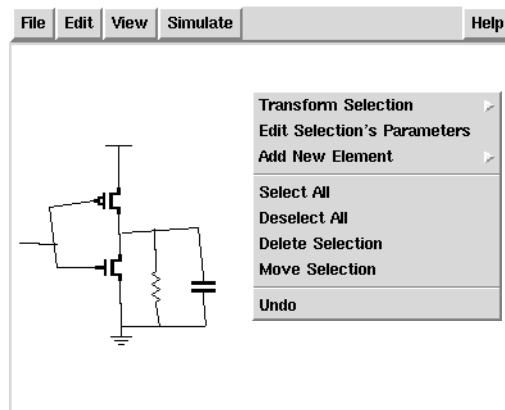 File Edit View Simulate Help
Transform Selection
Edit Selection's Parameters
Add New Element
Select All
Deselect All
Delete Selection
Move Selection
Undo